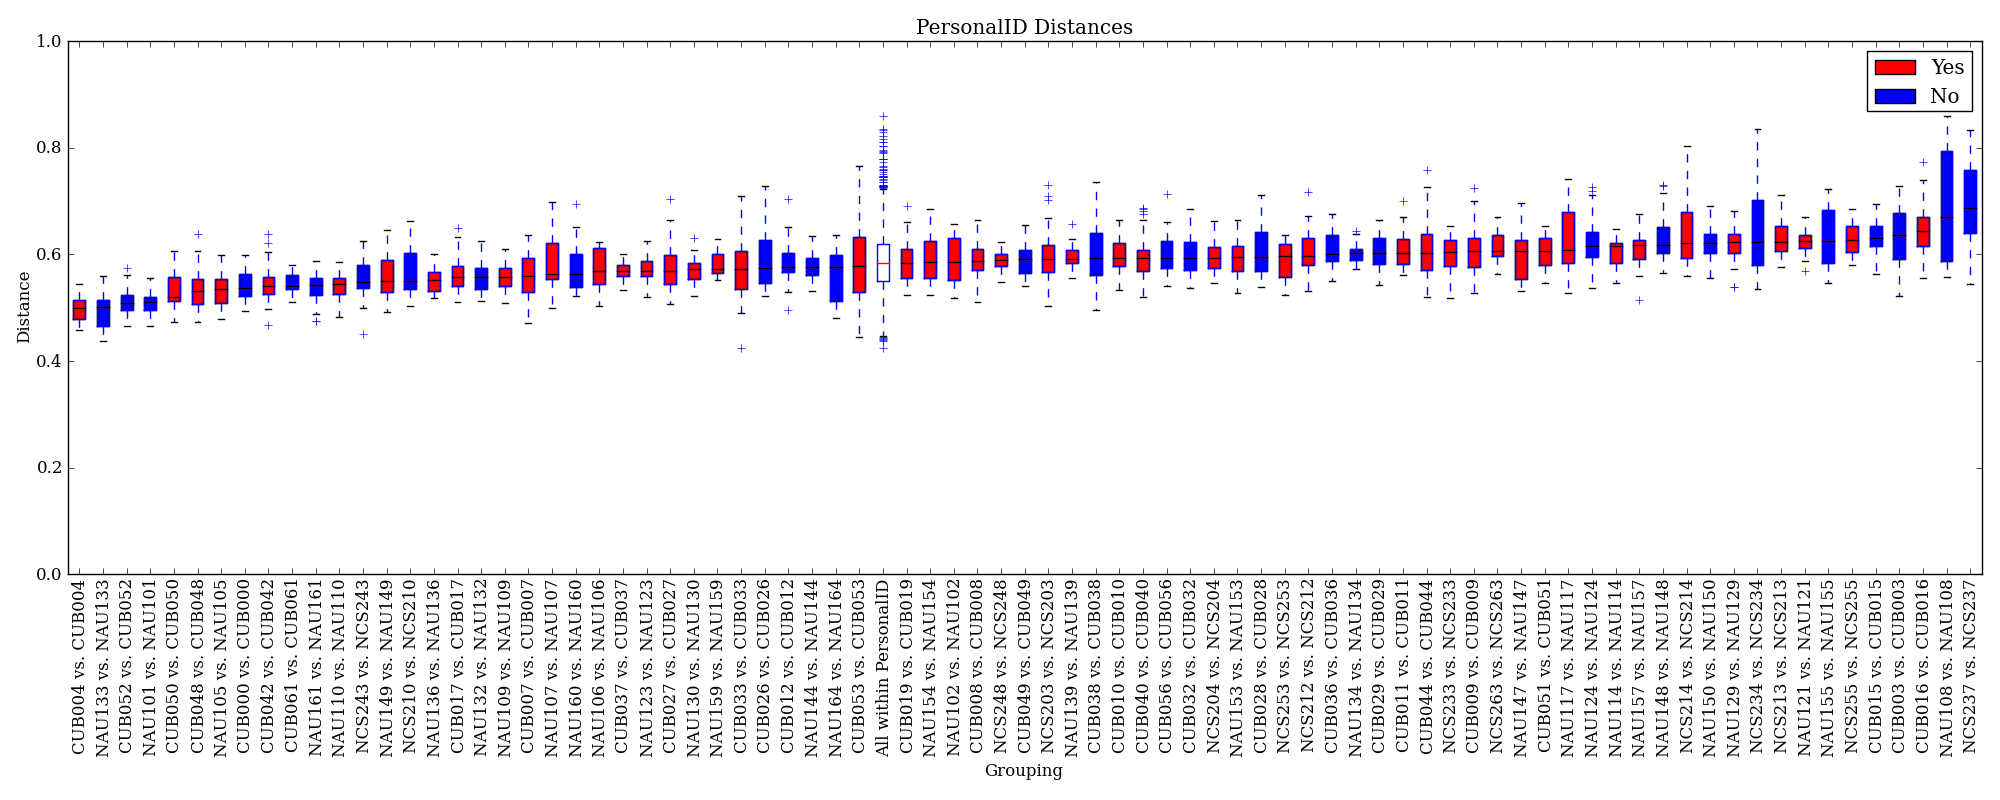 PersonalID Distances
1.0
0.8
0.6
0.4
0.2
0.0
Distance
Yes
No
CUB004 vs. CUB004
NAU133 vs. NAU133
CUB052 vs. CUB052
NAU101 vs. NAU101
CUB050 vs. CUB050
CUB048 vs. CUB048
NAU105 vs. NAU105
CUB000 vs. CUB000
CUB042 vs. CUB042
CUB061 vs. CUB061
NAU161 vs. NAU161
NAU110 vs. NAU110
NCS243 vs. NCS243
NAU149 vs. NAU149
NCS210 vs. NCS210
NAU136 vs. NAU136
CUB017 vs. CUB017
NAU132 vs. NAU132
NAU109 vs. NAU109
CUB007 vs. CUB007
NAU107 vs. NAU107
NAU160 vs. NAU160
NAU106 vs. NAU106
CUB037 vs. CUB037
NAU123 vs. NAU123
CUB027 vs. CUB027
NAU130 vs. NAU130
NAU159 vs. NAU159
CUB033 vs. CUB033
CUB026 vs. CUB026
CUB012 vs. CUB012
NAU144 vs. NAU144
NAU164 vs. NAU164
CUB053 vs. CUB053
All within PersonalID
CUB019 vs. CUB019
NAU154 vs. NAU154
NAU102 vs. NAU102
CUB008 vs. CUB008
NCS248 vs. NCS248
CUB049 vs. CUB049
NCS203 vs. NCS203
NAU139 vs. NAU139
CUB038 vs. CUB038
CUB010 vs. CUB010
CUB040 vs. CUB040
CUB056 vs. CUB056
CUB032 vs. CUB032
NCS204 vs. NCS204
NAU153 vs. NAU153
CUB028 vs. CUB028
NCS253 vs. NCS253
NCS212 vs. NCS212
CUB036 vs. CUB036
NAU134 vs. NAU134
CUB029 vs. CUB029
CUB011 vs. CUB011
CUB044 vs. CUB044
NCS233 vs. NCS233
CUB009 vs. CUB009
NCS263 vs. NCS263
NAU147 vs. NAU147
CUB051 vs. CUB051
NAU117 vs. NAU117
NAU124 vs. NAU124
NAU114 vs. NAU114
NAU157 vs. NAU157
NAU148 vs. NAU148
NCS214 vs. NCS214
NAU150 vs. NAU150
NAU129 vs. NAU129
NCS234 vs. NCS234
NCS213 vs. NCS213
NAU121 vs. NAU121
NAU155 vs. NAU155
NCS255 vs. NCS255
CUB015 vs. CUB015
CUB003 vs. CUB003
CUB016 vs. CUB016
NAU108 vs. NAU108
NCS237 vs. NCS237
Grouping